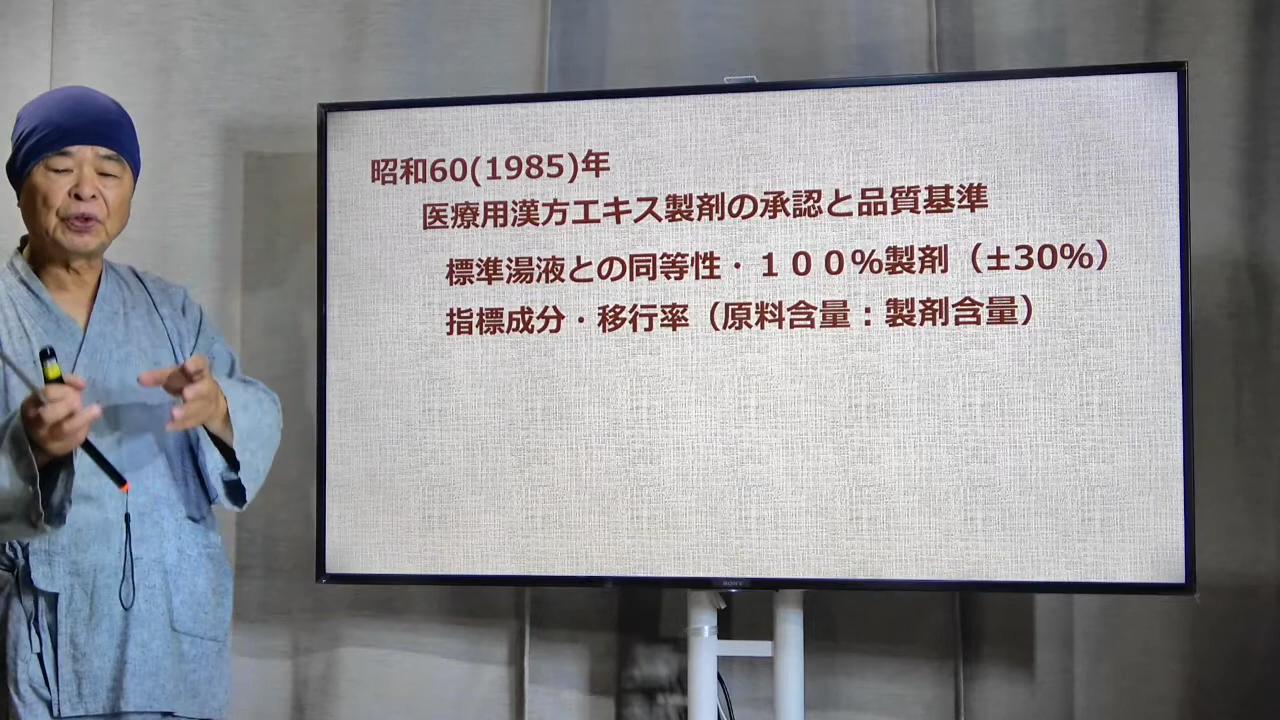 昭和60(1985)年
医療用漢方エキス製剤の承認と品質基準
標準湯液との同等性・１００%製剤（±30%）
指標成分・移行率（原料含量：製剤含量）
SONY